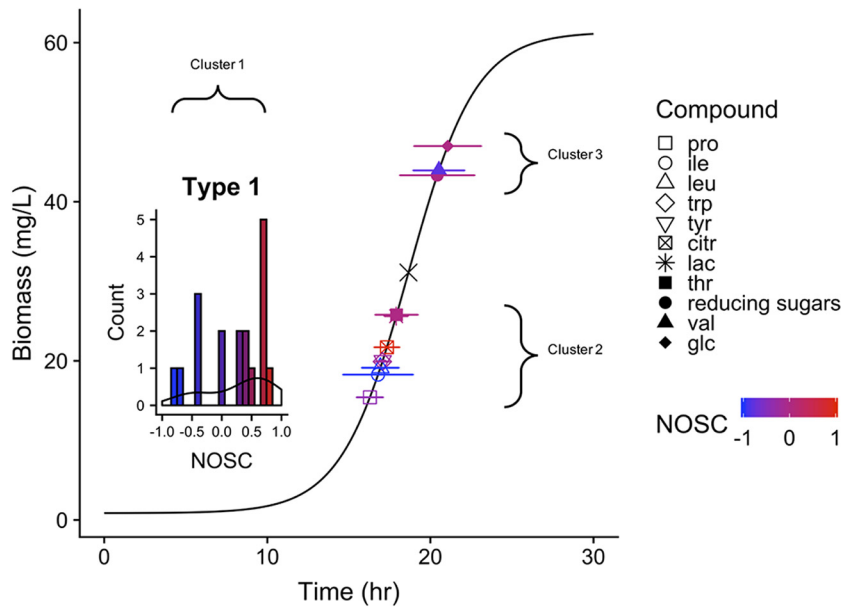 60
40
20
0
Biomass (mg/L)
0
10
20
30
Time (hr)
Cluster 1
Type 1
5
4
3
2
1
0
Count
-1.0
-0.5
0.0
0.5
1.0
NOSC
Cluster 3
Cluster 2
Compound
pro
ile
leu
trp
tyr
citr
lac
thr
reducing sugars
val
glc
NOSC
-1
0
1